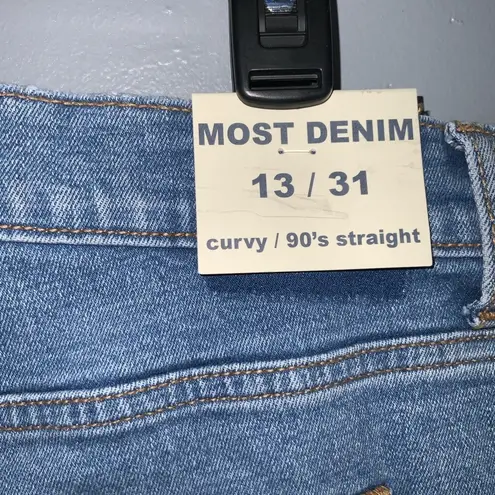 MOST DENIM
13 / 31
curvy / 90's straight